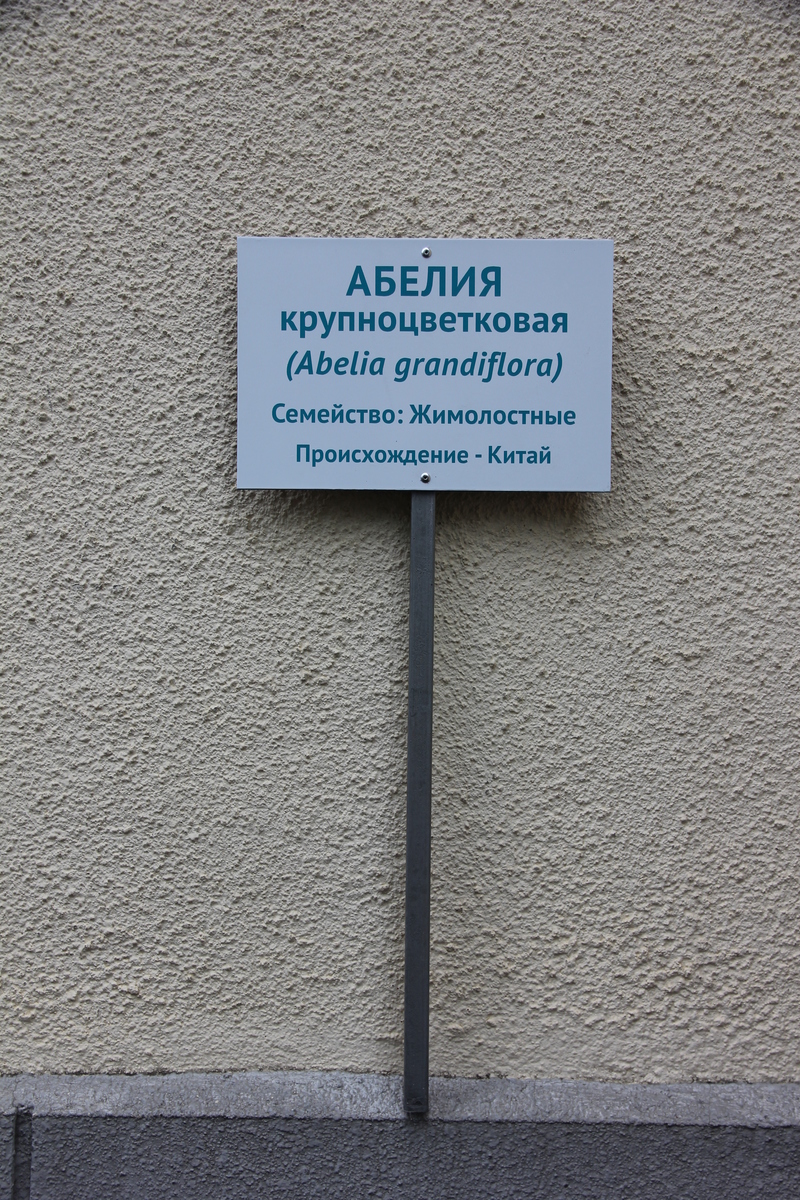 АБЕЛИЯ
крупноцветковая
(Abelia grandiflora)
Семейство: Жимолостные
Происхождение - Китай